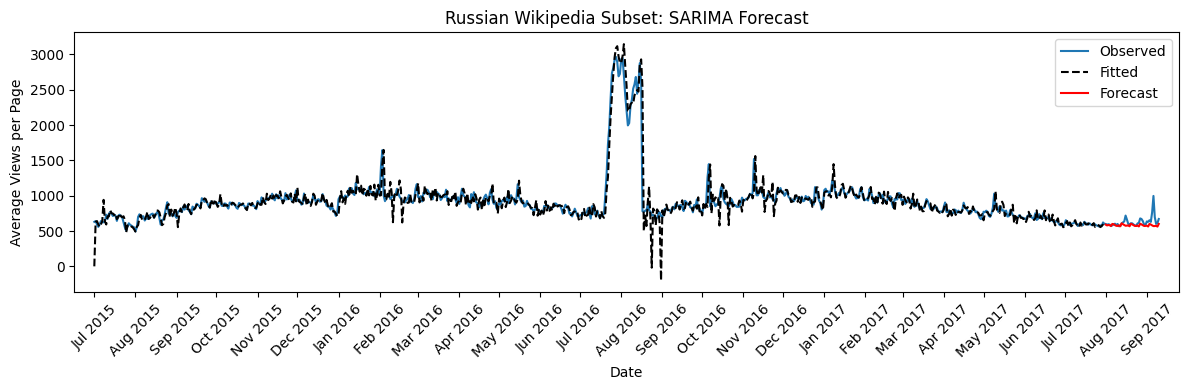 Russian Wikipedia Subset: SARIMA Forecast
Average Views per Page
3000
2500
2000
1500
1000
500
0
Observed
Fitted
Forecast
Jul 2015
Aug 2015
Sep 2015
Oct 2015
Nov 2015
Dec 2015
Jan 2016
Feb 2016
Mar 2016
Apr 2016
May 2016
Jun 2016
Jul 2016
Aug 2016
Sep 2016
Oct 2016
Nov 2016
Dec 2016
Jan 2017
Feb 2017
Mar 2017
Apr 2017
May 2017
Jun 2017
Jul 2017
Aug 2017
Sep 2017
Date